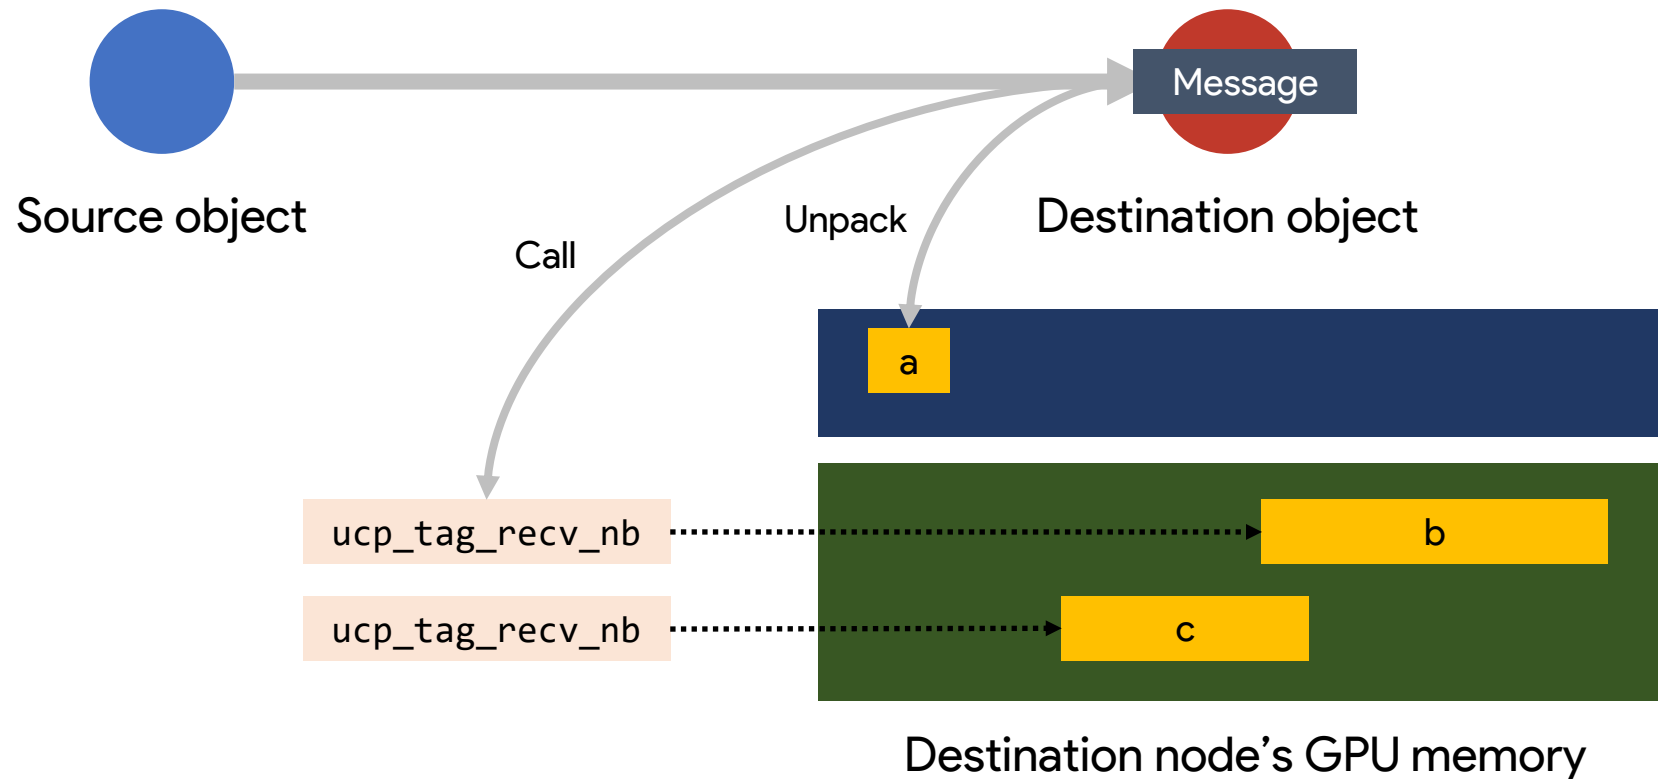 Message
Source object
Unpack
Destination object
Call
a
ucp_tag_recv_nb
b
ucp_tag_recv_nb
c
Destination node’s GPU memory